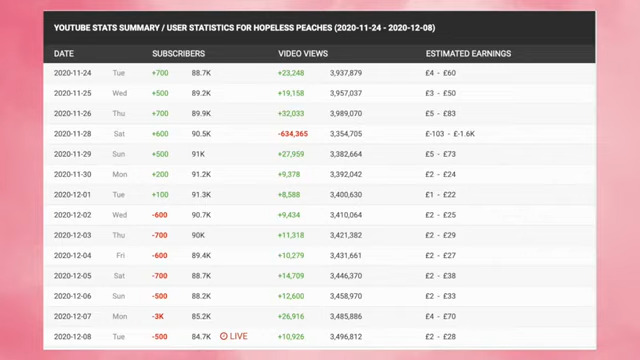 YOUTUBE STATS SUMMARY / USER STATISTICS FOR HOPELESS PEACHES (2020-11-24 - 2020-12-08)
DATE SUBSCRIBERS VIDEO VIEWS ESTIMATED EARNINGS
2020-11-24 Tue +700 88.7K +23,248 3,937,879 £4 - £60
2020-11-25 Wed +500 89.2K +19,158 3,957,037 £3 - £50
2020-11-26 Thu +700 89.9K +32,033 3,989,070 £5 - £83
2020-11-28 Sat +600 90.5K -634,365 3,354,705 £-103 - £-1.6K
2020-11-29 Sun +500 91K +27,959 3,382,664 £5 - £73
2020-11-30 Mon +200 91.2K +9,378 3,392,042 £2 - £24
2020-12-01 Tue +100 91.3K +8,588 3,400,630 £1 - £22
2020-12-02 Wed -600 90.7K +9,434 3,410,064 £2 - £25
2020-12-03 Thu -700 90K +11,318 3,421,382 £2 - £29
2020-12-04 Fri -600 89.4K +10,279 3,431,661 £2 - £27
2020-12-05 Sat -700 88.7K +14,709 3,446,370 £2 - £38
2020-12-06 Sun -500 88.2K +12,600 3,458,970 £2 - £33
2020-12-07 Mon -3K 85.2K +26,916 3,485,886 £4 - £70
2020-12-08 Tue -500 84.7K LIVE +10,926 3,496,812 £2 - £28